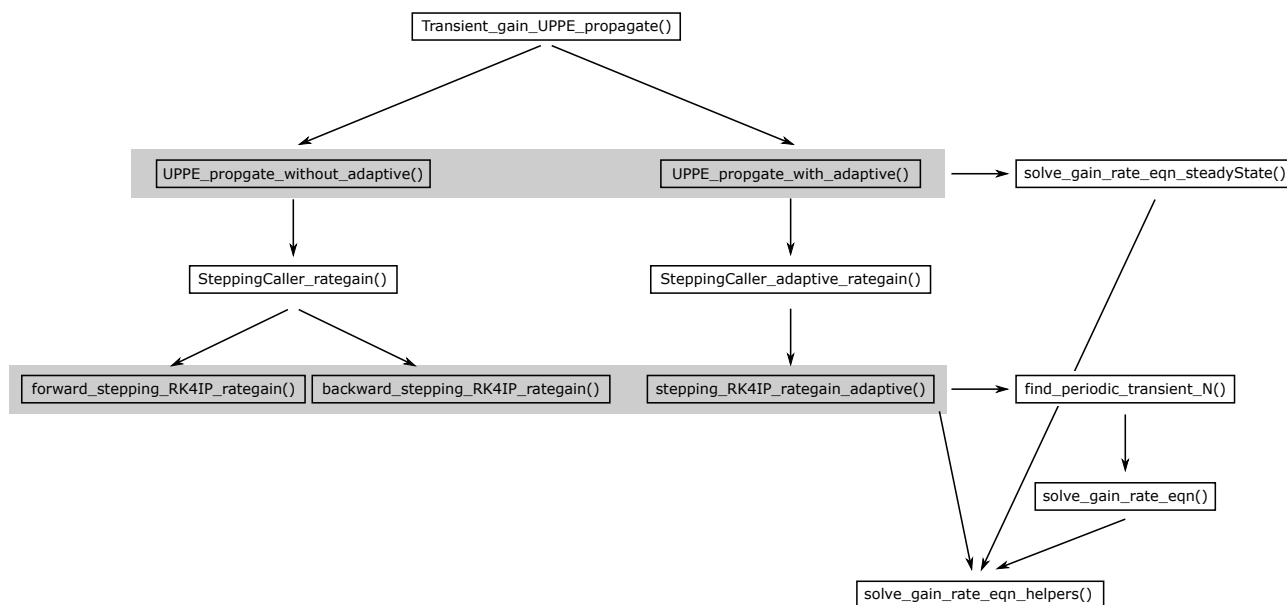 Transient_gain_UPPE_propagate()
UPPE_propgate_without_adaptive()
UPPE_propgate_with_adaptive()
solve_gain_rate_eqn_steadyState()
SteppingCaller_rategain()
SteppingCaller_adaptive_rategain()
forward_stepping_RK4IP_rategain()
backward_stepping_RK4IP_rategain()
stepping_RK4IP_rategain_adaptive()
find_periodic_transient_N()
solve_gain_rate_eqn()
solve_gain_rate_eqn_helpers()